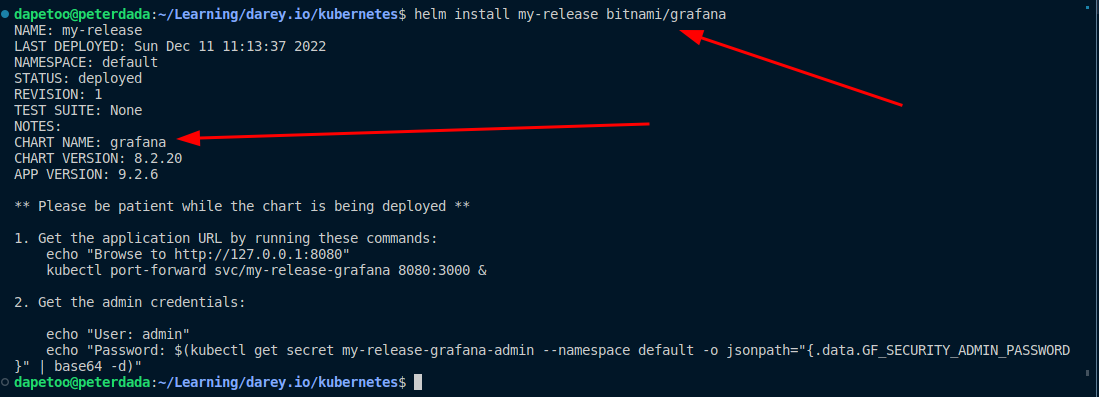 dapetoo@peterdada:~/Learning/darey.io/kubernetes$ helm install my-release bitnami/grafana
NAME: my-release
LAST DEPLOYED: Sun Dec 11 11:13:37 2022
NAMESPACE: default
STATUS: deployed
REVISION: 1
TEST SUITE: None
NOTES:
CHART NAME: grafana
CHART VERSION: 8.2.20
APP VERSION: 9.2.6
** Please be patient while the chart is being deployed **
1. Get the application URL by running these commands:
echo "Browse to http://127.0.0.1:8080"
kubectl port-forward svc/my-release-grafana 8080:3000 &
2. Get the admin credentials:
echo "User: admin"
echo "Password: $(kubectl get secret my-release-grafana-admin --namespace default -o jsonpath="{.data.GF_SECURITY_ADMIN_PASSWORD
}" | base64 -d)"
dapetoo@peterdada:~/Learning/darey.io/kubernetes$